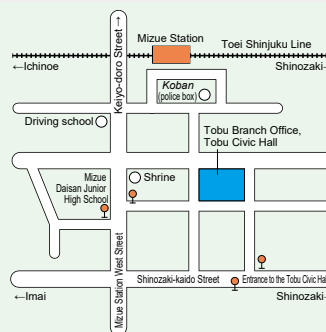 Keiyo-doro Street →
Mizue Station
Toei Shinjuku Line
←Ichinoe
Shinozaki→
Koban
(police box)
Driving school
Tobu Branch Office,
Tobu Civic Hall
Mizue
Daisan Junior
High School
Shrine
Mizue Station West Street
Shinozaki-kaido Street
Entrance to the Tobu Civic Hall
←Imai
Shinozaki→